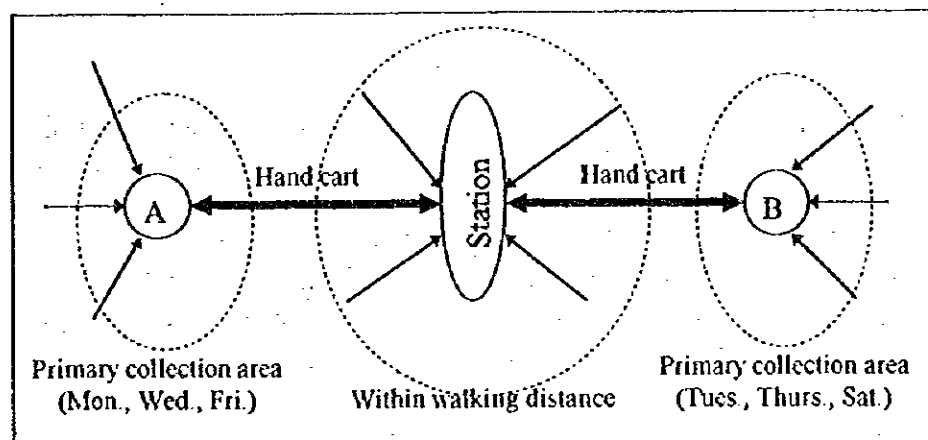 Hand cart
Hand cart
A
Station
B
Primary collection area
(Mon., Wed., Fri.)
Within walking distance
Primary collection area
(Tues., Thurs., Sat.)